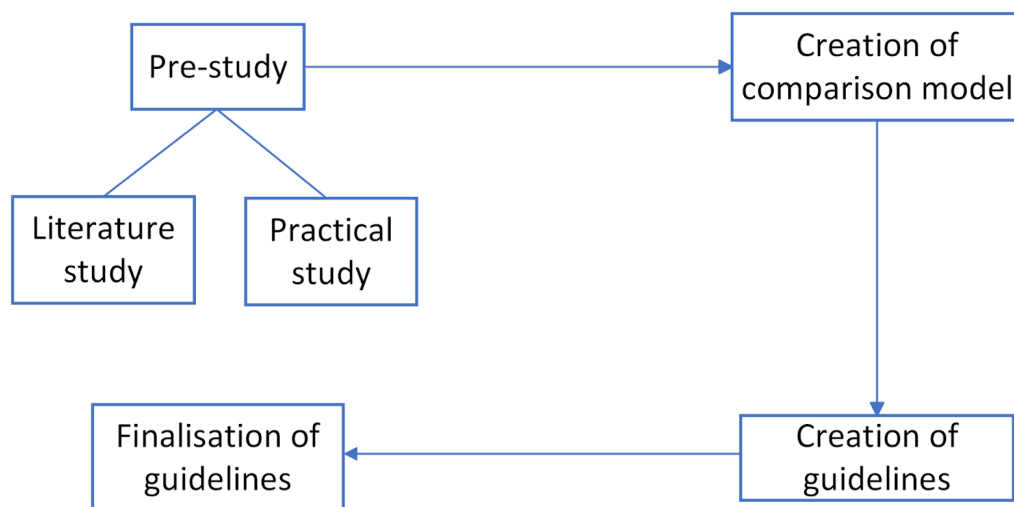 Pre-study
Creation of
comparison model
Literature
study
Practical
study
Finalisation of
guidelines
Creation of
guidelines